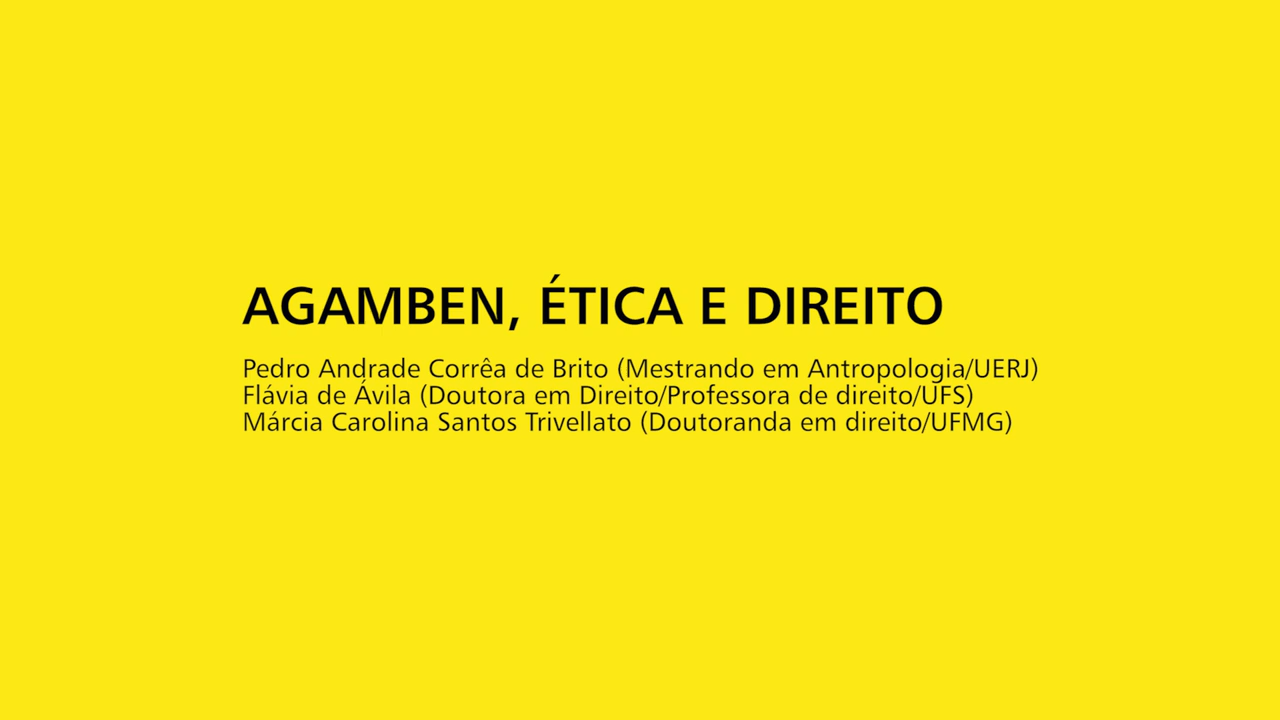 AGAMBEN, ÉTICA E DIREITO
Pedro Andrade Corrêa de Brito (Mestrando em Antropologia/UERJ)
Flávia de Ávila (Doutora em Direito/Professora de direito/UFS)
Márcia Carolina Santos Trivellato (Doutoranda em direito/UFMG)